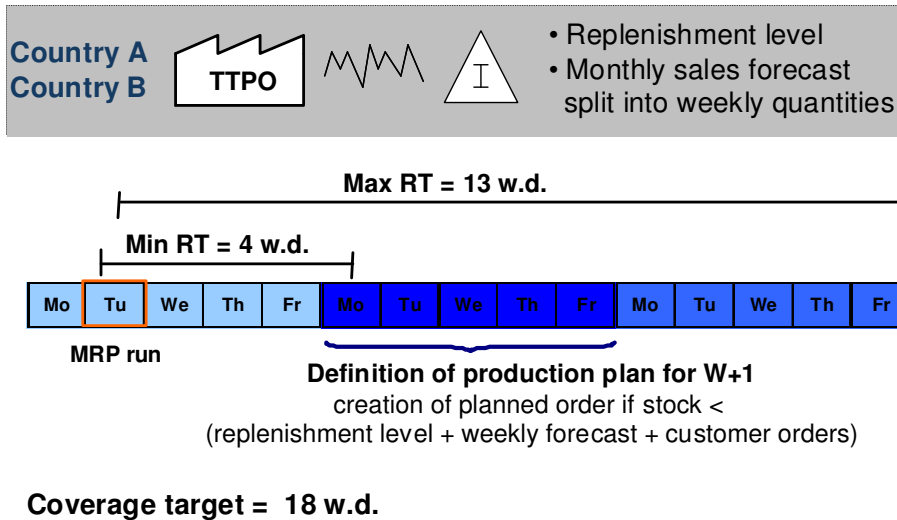 Country A
Country B
TTPO
I
• Replenishment level
• Monthly sales forecast
split into weekly quantities
Max RT = 13 w.d.
Min RT = 4 w.d.
Mo Tu We Th Fr Mo Tu We Th Fr Mo Tu We Th Fr
MRP run
Definition of production plan for W+1
creation of planned order if stock <
(replenishment level + weekly forecast + customer orders)
Coverage target = 18 w.d.